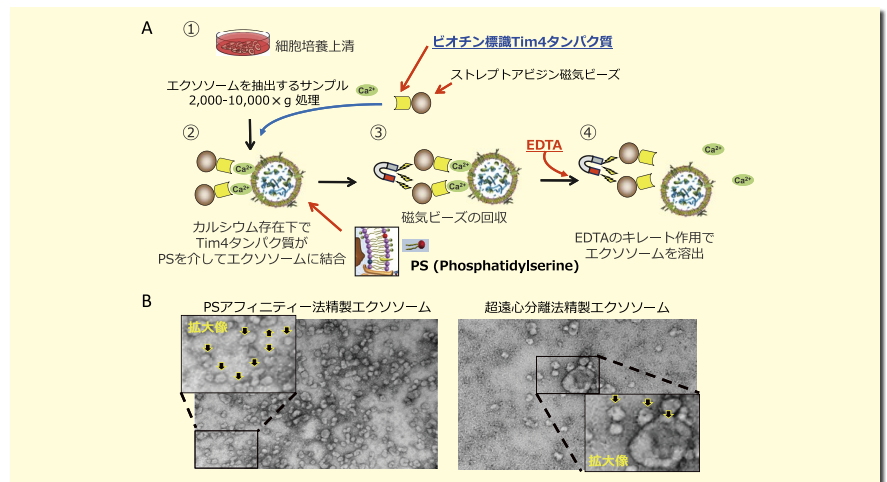 A
①
細胞培養上清
ビオチン標識Tim4タンパク質
ストレプトアビジン磁気ビーズ
エクソソームを抽出するサンプル
2,000-10,000×g 処理
Ca²⁺
②
③
④
EDTA
Ca²⁺
Ca²⁺
Ca²⁺
Ca²⁺
Ca²⁺
Ca²⁺
カルシウム存在下で
Tim4タンパク質が
PSを介してエクソソームに結合
磁気ビーズの回収
PS (Phosphatidylserine)
EDTAのキレート作用で
エクソソームを溶出
B
PSアフィニティー法精製エクソソーム
超遠心分離法精製エクソソーム
拡大像
拡大像